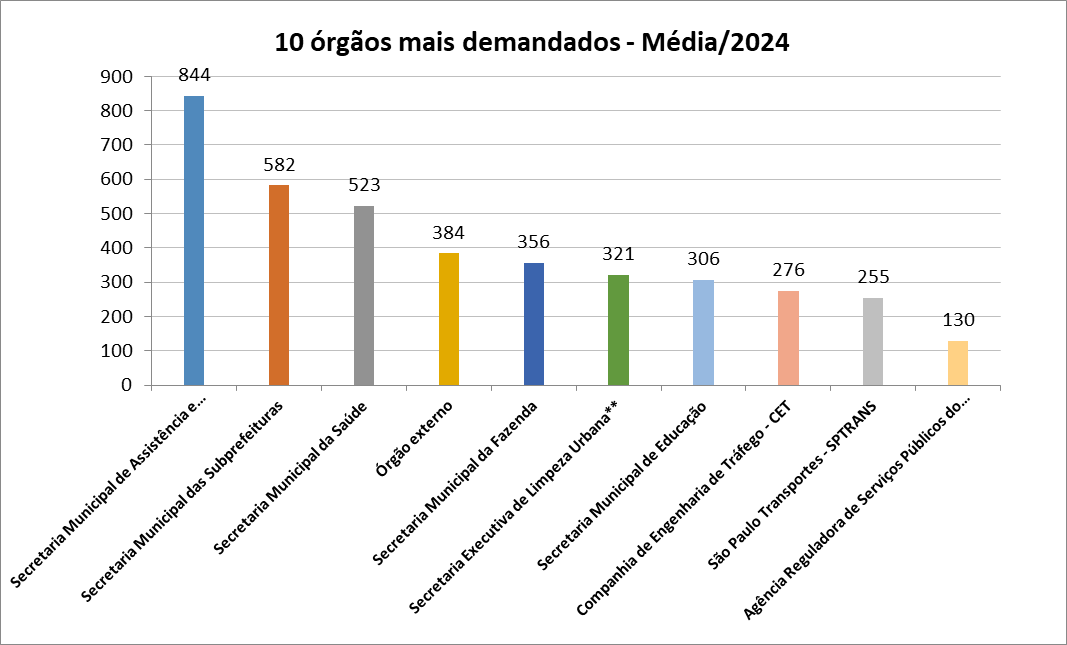 10 órgãos mais demandados - Média/2024
900
800
700
600
500
400
300
200
100
0
844
582
523
384
356
321
306
276
255
130
Secretaria Municipal de Assistência e...
Secretaria Municipal das Subprefeituras
Secretaria Municipal da Saúde
Órgão externo
Secretaria Municipal da Fazenda
Secretaria Executiva de Limpeza Urbana**
Secretaria Municipal de Educação
Companhia de Engenharia de Tráfego - CET
São Paulo Transportes - SPTRANS
Agência Reguladora de Serviços Públicos do...